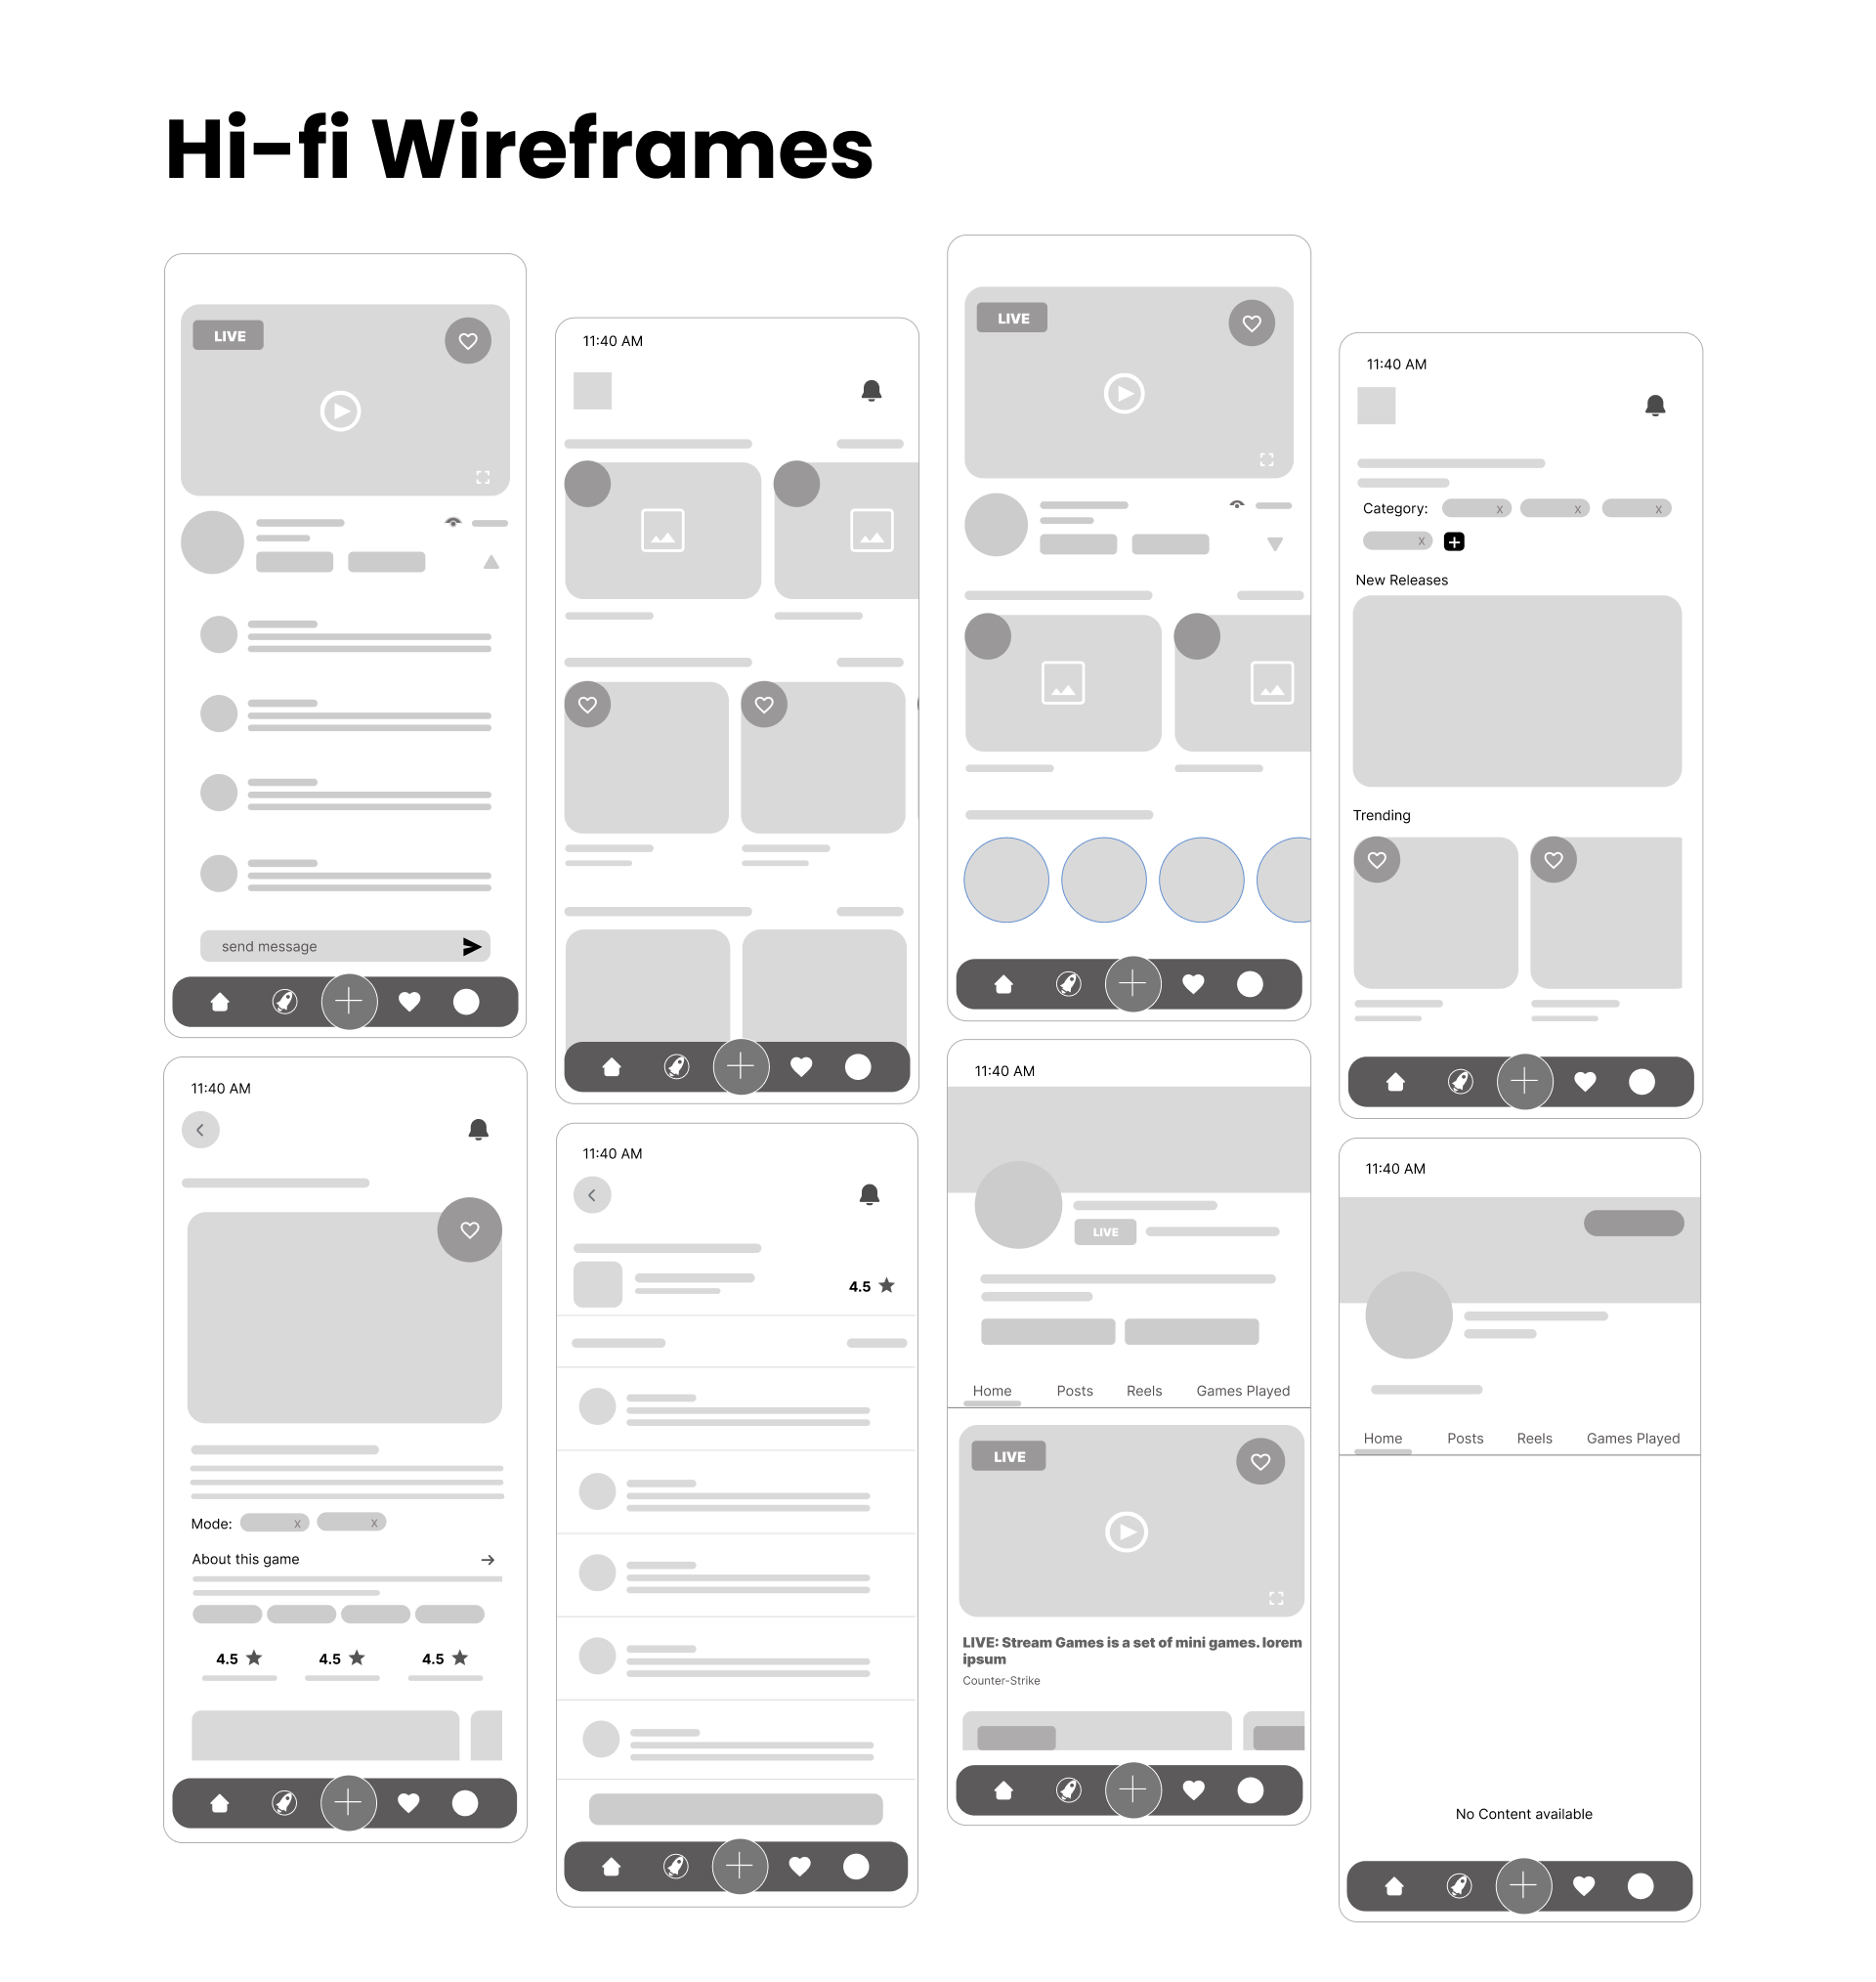 Hi-fi Wireframes
LIVE
send message
11:40 AM
LIVE
11:40 AM
Category: x x x
x
New Releases
Trending
11:40 AM
Mode: x x
About this game
4.5 4.5 4.5
11:40 AM
4.5
11:40 AM
LIVE
Home Posts Reels Games Played
LIVE
LIVE: Stream Games is a set of mini games. lorem
ipsum
Counter-Strike
11:40 AM
Home Posts Reels Games Played
No Content available